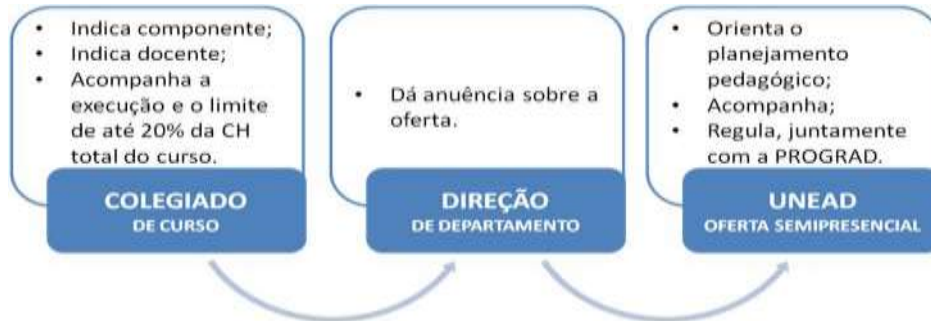 • Indica componente;
• Indica docente;
• Acompanha a
execução e o limite
de até 20% da CH
total do curso.
COLEGIADO
DE CURSO
• Dá anuência sobre a
oferta.
DIREÇÃO
DE DEPARTAMENTO
• Orienta o
planejamento
pedagógico;
• Acompanha;
• Regula, juntamente
com a PROGRAD.
UNEAD
OFERTA SEMIPRESENCIAL